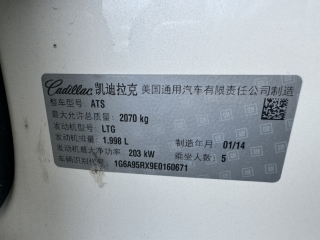 Cadillac 凯迪拉克 美国通用汽车有限责任公司制造
整车型号: ATS
最大允许总质量: 2070 kg
发动机型号: LTG
发动机排量: 1.998 L 制造年月: 01/14
发动机最大净功率: 203 kW 乘坐人数: 5
车辆识别代号: 1G6A95RX9E0160671